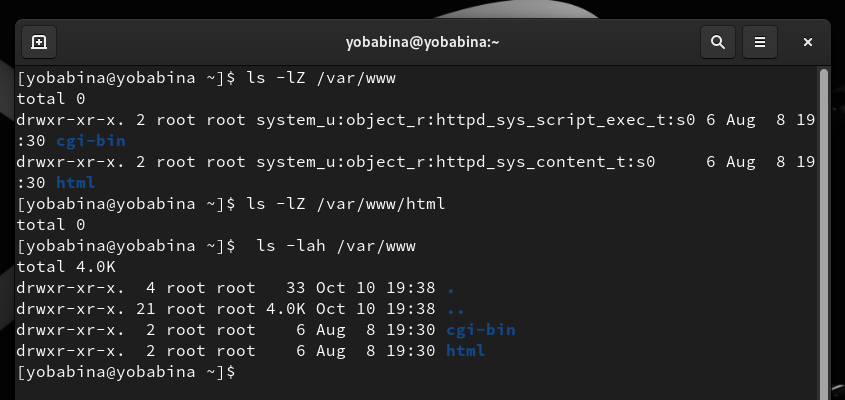 yobabina@yobabina:~
[yobabina@yobabina ~]$ ls -lZ /var/www
total 0
drwxr-xr-x. 2 root root system_u:object_r:httpd_sys_script_exec_t:s0 6 Aug  8 19
:30 cgi-bin
drwxr-xr-x. 2 root root system_u:object_r:httpd_sys_content_t:s0     6 Aug  8 19
:30 html
[yobabina@yobabina ~]$ ls -lZ /var/www/html
total 0
[yobabina@yobabina ~]$  ls -lah /var/www
total 4.0K
drwxr-xr-x.  4 root root   33 Oct 10 19:38 .
drwxr-xr-x. 21 root root 4.0K Oct 10 19:38 ..
drwxr-xr-x.  2 root root    6 Aug  8 19:30 cgi-bin
drwxr-xr-x.  2 root root    6 Aug  8 19:30 html
[yobabina@yobabina ~]$